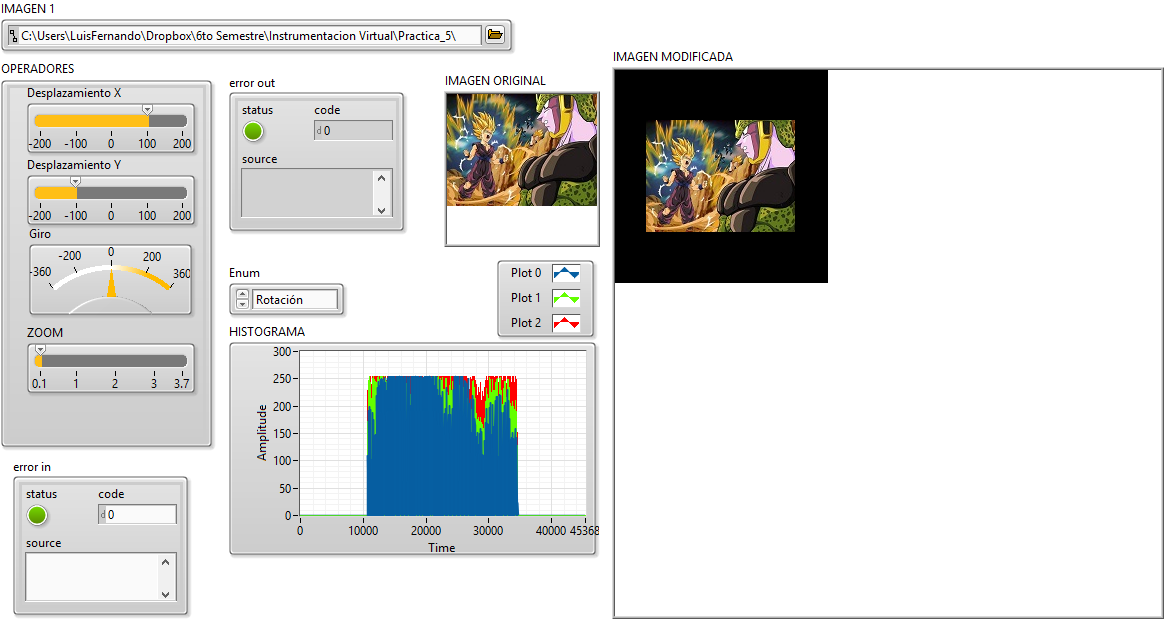 IMAGEN 1
C:\Users\LuisFernando\Dropbox\6to Semestre\Instrumentacion Virtual\Practica_5\
OPERADORES
Desplazamiento X
-200 -100 0 100 200
Desplazamiento Y
-200 -100 0 100 200
Giro
-360 -200 0 200 360
ZOOM
0.1 1 2 3 3.7
error in
status code
d 0
source
error out
status code
d 0
source
Enum
Rotación
IMAGEN ORIGINAL
Plot 0
Plot 1
Plot 2
HISTOGRAMA
Amplitude
300
250
200
150
100
50
0
0 10000 20000 30000 40000 45368
Time
IMAGEN MODIFICADA